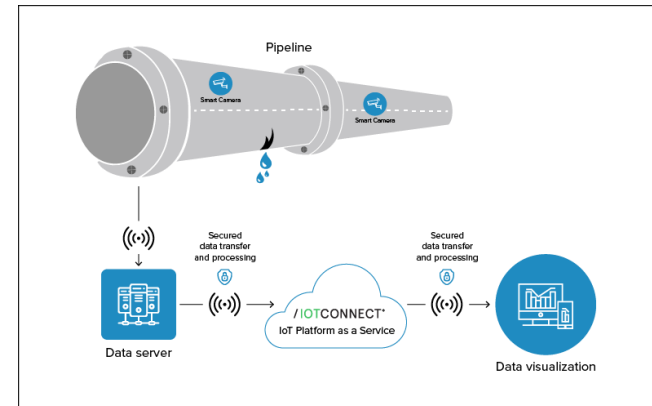 Pipeline
Smart Camera
Smart Camera
Secured
data transfer
and processing
Secured
data transfer
and processing
/IOTCONNECT*
IoT Platform as a Service
Data server
Data visualization